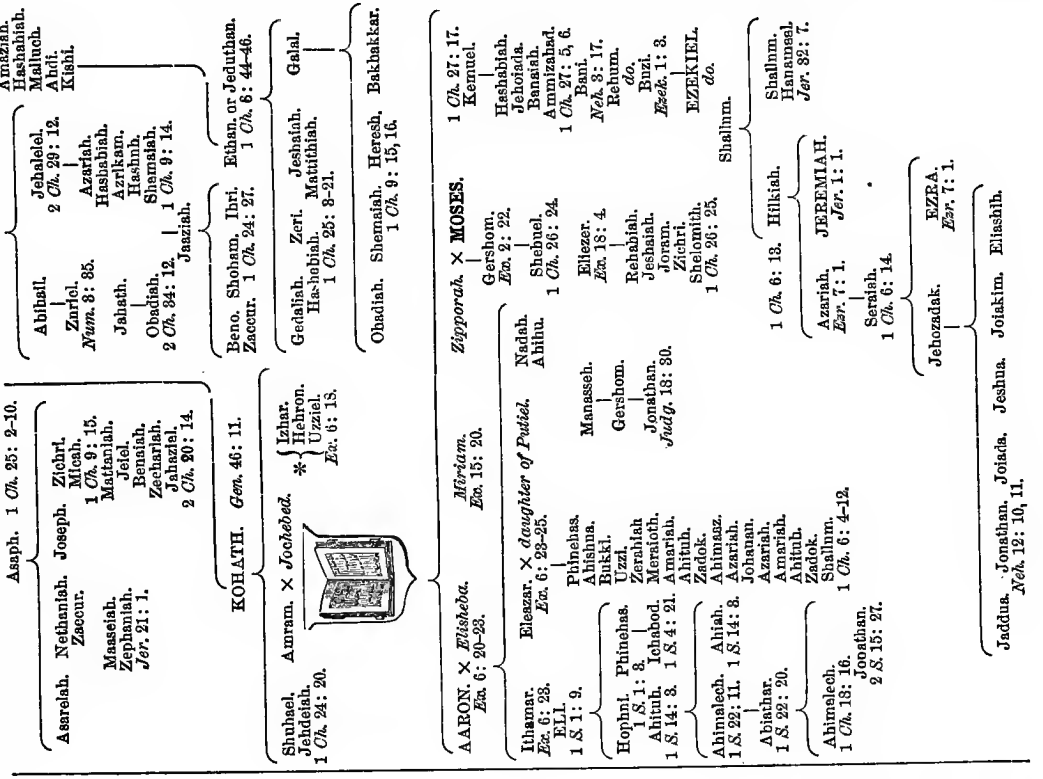 Amaziah.
Hashabiah.
Malluch.
Abdi.
Kishi.
Abihail.
Zuriel.
Num. 3: 35.
Jahath.
Obadiah.
2 Ch. 34: 12.
Jehalelel.
2 Ch. 29: 12.
Azariah.
Hashabiah.
Azrikam.
Hashub.
Shemaiah.
1 Ch. 9: 14.
Jaaziah.
Beno. Shoham. Ibri.
Zaccur. 1 Ch. 24: 27.
Ethan. or Jeduthan.
1 Ch. 6: 44-46.
Gedaliah. Zeri. Jeshaiah. Galal.
Hashabiah. Mattithiah.
1 Ch. 25: 3-21.
Obadiah. Shemaiah. Heresh. Bakbakkar.
1 Ch. 9: 15, 16.
Asaph. 1 Ch. 25: 2-10.
Asarelah. Nethaniah. Joseph. Zichri.
Zaccur.
Micah.
1 Ch. 9: 15.
Mattaniah.
Jeiel.
Benaiah.
Zechariah.
Jahaziel.
2 Ch. 20: 14.
Maaseiah.
Zephaniah.
Jer. 21: 1.
KOHATH. Gen. 46: 11.
Shubael.
Jehdeiah.
1 Ch. 24: 20.
Amram. × Jochebed.
* Izhar.
Hebron.
Uzziel.
Ex. 6: 18.
AARON. × Elisheba.
Ex. 6: 20-23.
Miriam.
Ex. 15: 20.
Zipporah. × MOSES.
Ithamar.
Ex. 6: 23.
ELI.
1 S. 1: 9.
Eleazar. × daughter of Putiel.
Ex. 6: 23-25.
Nadab.
Abihu.
Gershom.
Ex. 2: 22.
Shebuel.
1 Ch. 26: 24.
Eliezer.
Ex. 18: 4.
Rehabiah.
Jeshaiah.
Joram.
Zichri.
Shelomith.
1 Ch. 26: 25.
1 Ch. 27: 17.
Kemuel.
Hashabiah.
Jehoiada.
Banaiah.
Ammizabad.
1 Ch. 27: 5, 6.
Bani.
Neh. 3: 17.
Rehum.
do.
Buzi.
Ezek. 1: 3.
EZEKIEL.
do.
Hophni. Phinehas.
1 S. 1: 3.
Ahitub. Ichabod.
1 S. 14: 3. 1 S. 4: 21.
Ahimelech. Ahiah.
1 S. 22: 11. 1 S. 14: 3.
Abiathar.
1 S. 22: 20.
Ahimelech.
1 Ch. 18: 16.
Jonathan.
2 S. 15: 27.
Phinehas.
Abishua.
Bukki.
Uzzi.
Zerahiah
Meraioth.
Amariah.
Ahitub.
Zadok.
Ahimaaz.
Azariah.
Johanan.
Azariah.
Amariah.
Ahitub.
Zadok.
Shallum.
1 Ch. 6: 4-12.
Manasseh.
Gershom.
Jonathan.
Judg. 18: 30.
Shallum.
1 Ch. 6: 13. Hilkiah.
Shallum.
Hanameel.
Jer. 32: 7.
Azariah.
Ezr. 7: 1.
JEREMIAH.
Jer. 1: 1.
Seraiah.
1 Ch. 6: 14
Jehozadak.
EZRA.
Ezr. 7: 1.
Jaddua. Jonathan. Joiada. Jeshua. Joiakim. Eliashib.
Neh. 12: 10, 11.